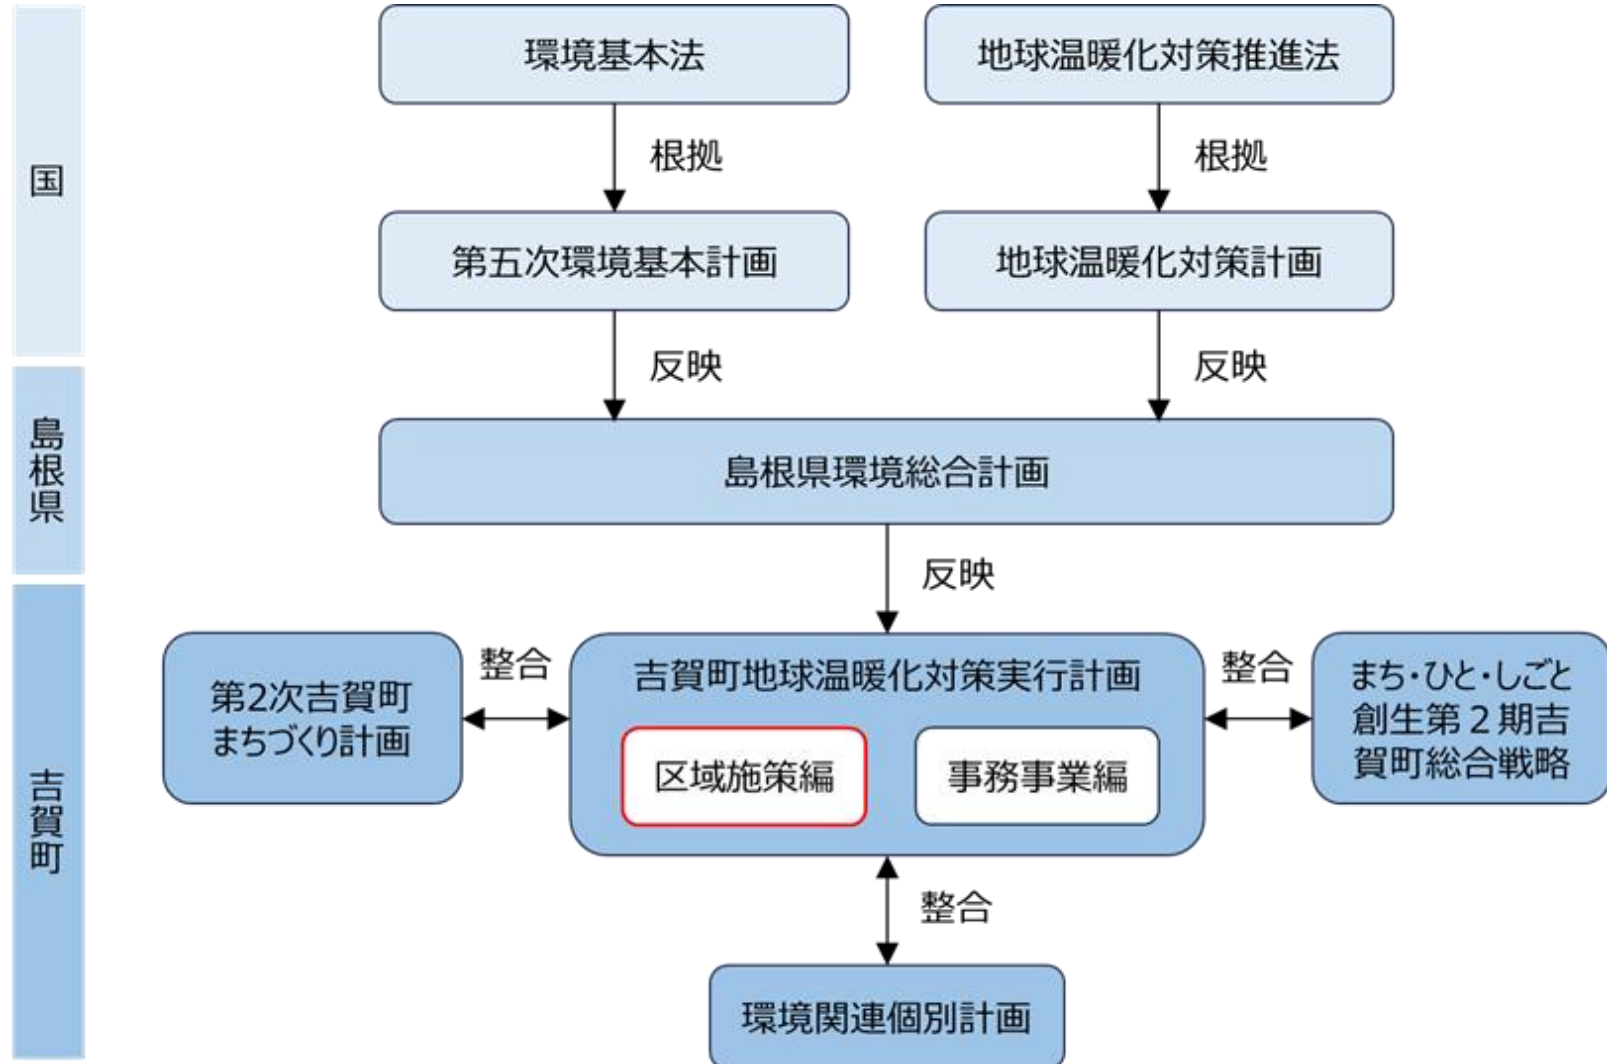 国
環境基本法
地球温暖化対策推進法
根拠
根拠
第五次環境基本計画
地球温暖化対策計画
反映
反映
島根県
島根県環境総合計画
反映
吉賀町
第2次吉賀町
まちづくり計画
整合
吉賀町地球温暖化対策実行計画
区域施策編
事務事業編
整合
まち・ひと・しごと
創生第２期吉
賀町総合戦略
整合
環境関連個別計画